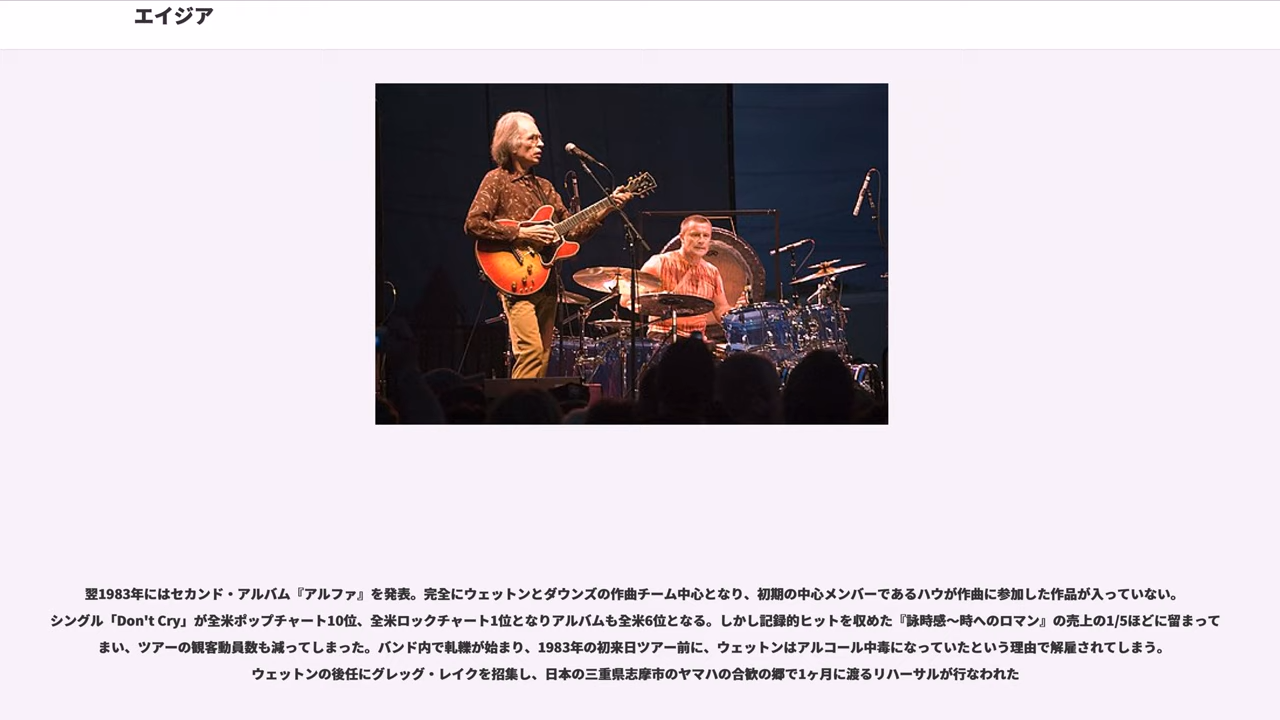 エイジア
翌1983年にはセカンド・アルバム『アルファ』を発表。完全にウェットンとダウンズの作曲チーム中心となり、初期の中心メンバーであるハウが作曲に参加した作品が入っていない。
シングル「Don't Cry」が全米ポップチャート10位、全米ロックチャート1位となりアルバムも全米6位となる。しかし記録的ヒットを収めた『詠時感〜時へのロマン』の売上の1/5ほどに留まって
まい、ツアーの観客動員数も減ってしまった。バンド内で軋轢が始まり、1983年の初来日ツアー前に、ウェットンはアルコール中毒になっていたという理由で解雇されてしまう。
ウェットンの後任にグレッグ・レイクを招集し、日本の三重県志摩市のヤマハの合歓の郷で1ヶ月に渡るリハーサルが行なわれた